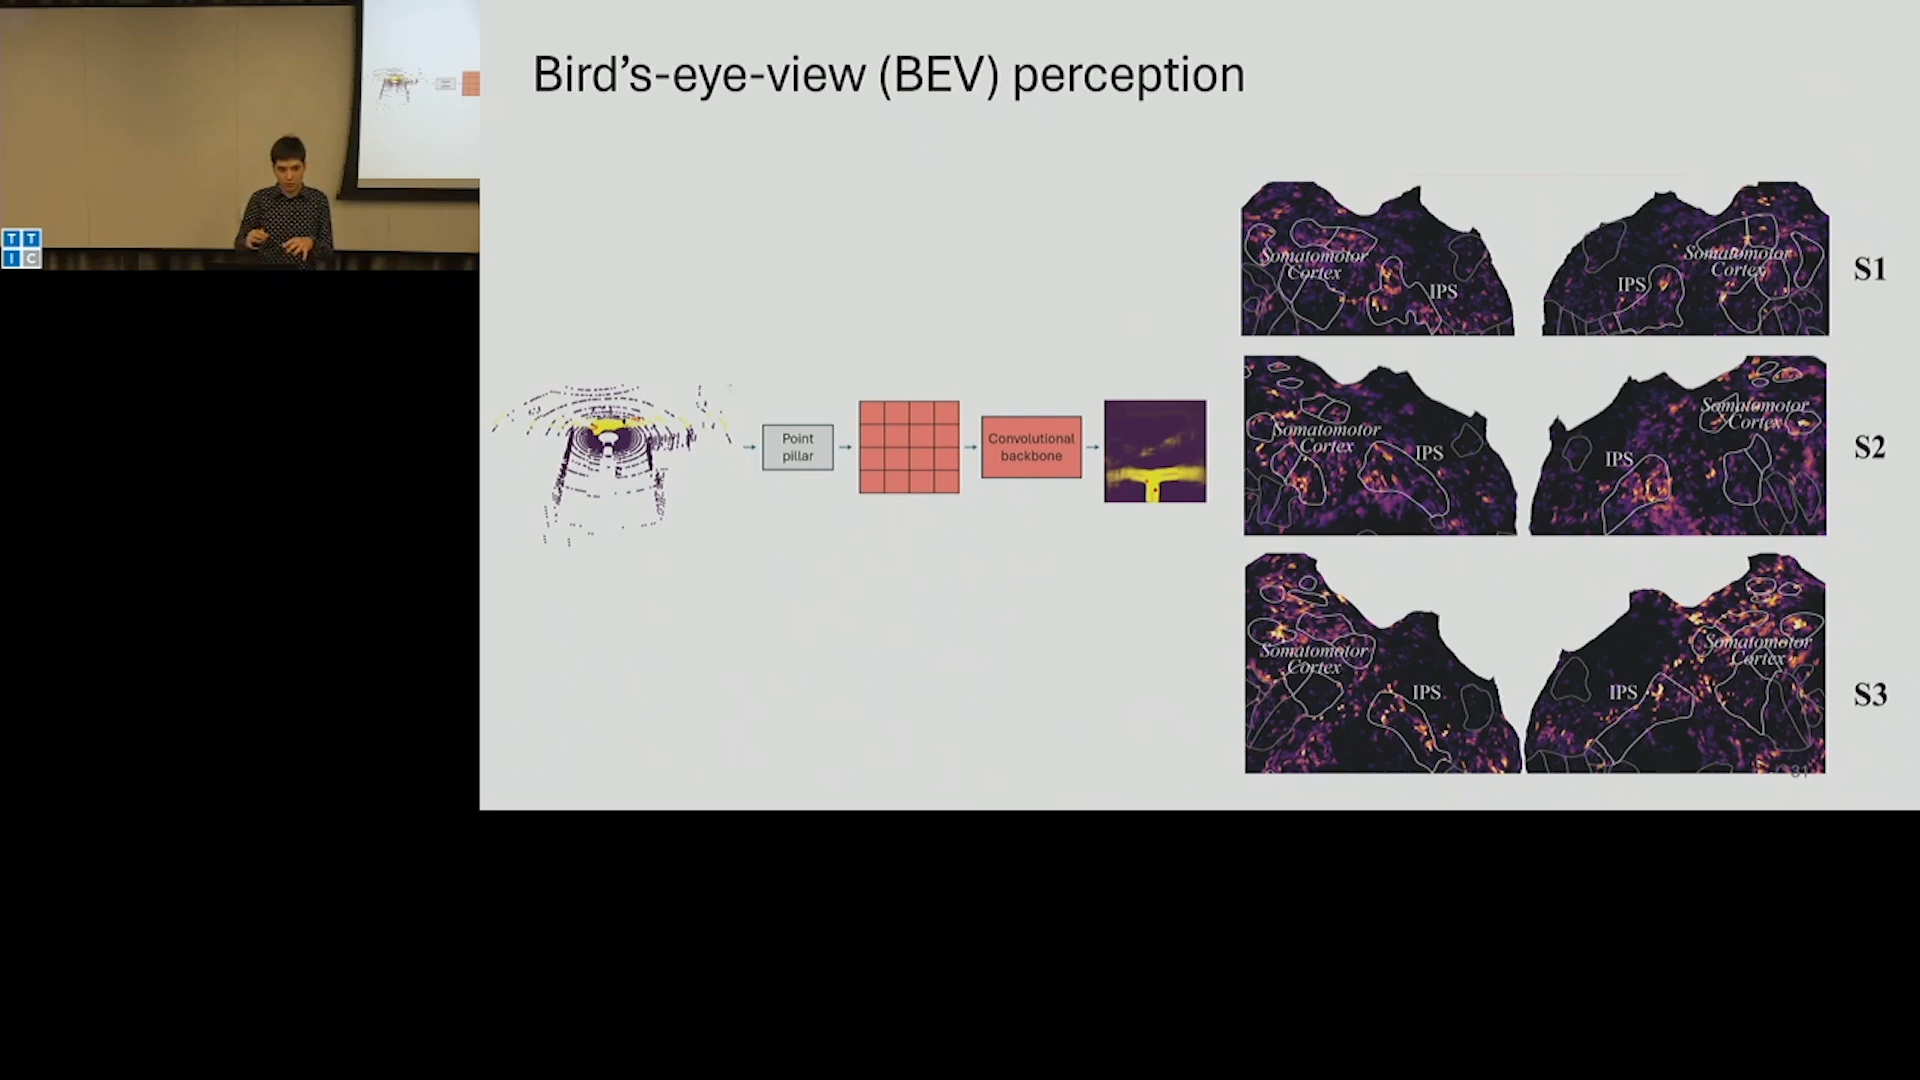 Bird's-eye-view (BEV) perception
Point
pillar
Convolutional
backbone
Somatomotor
Cortex
IPS
IPS
Somatomotor
Cortex
S1
Somatomotor
Cortex
IPS
IPS
Somatomotor
Cortex
S2
Somatomotor
Cortex
IPS
IPS
Somatomotor
Cortex
S3
31
T T
I C